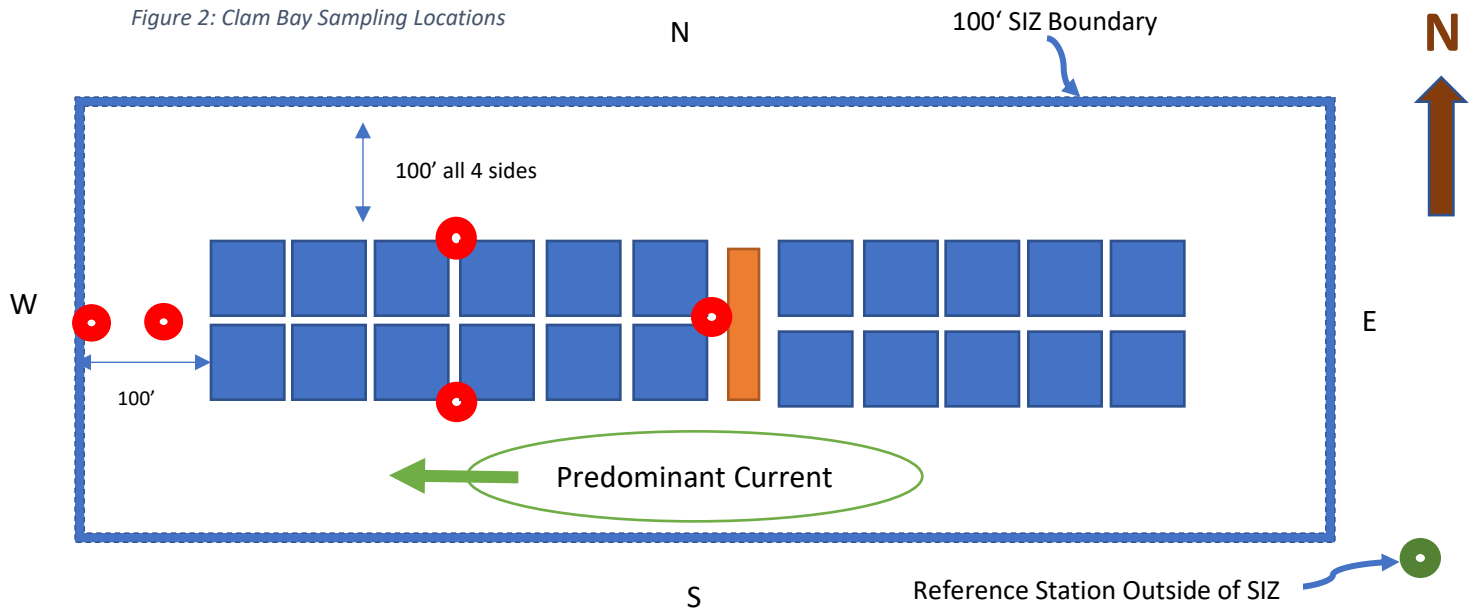 Figure 2: Clam Bay Sampling Locations
N
100‘ SIZ Boundary
N
100’ all 4 sides
W
E
100’
Predominant Current
Reference Station Outside of SIZ
S